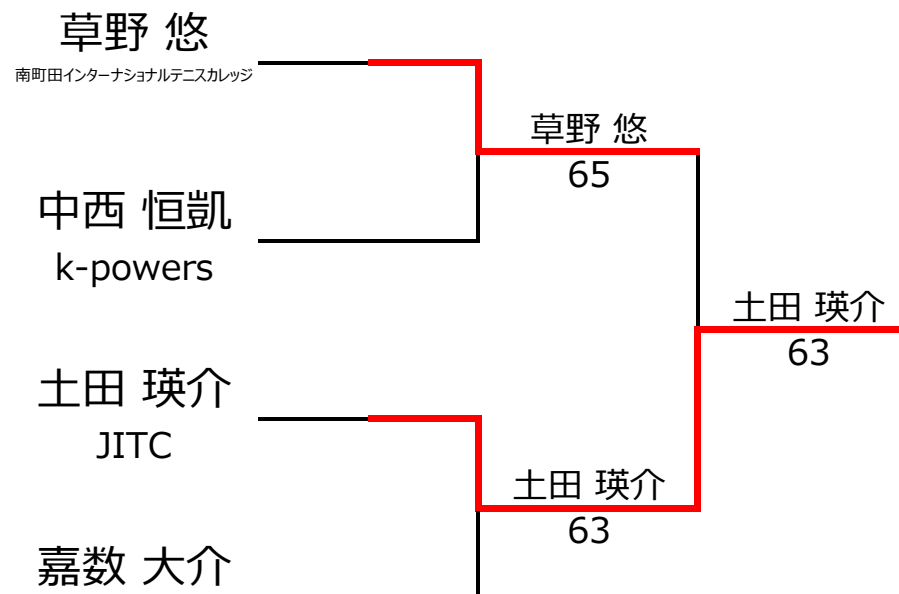 草野 悠
南町田インターナショナルテニスカレッジ
草野 悠
65
中西 恒凱
k-powers
土田 瑛介
63
土田 瑛介
JITC
土田 瑛介
63
嘉数 大介